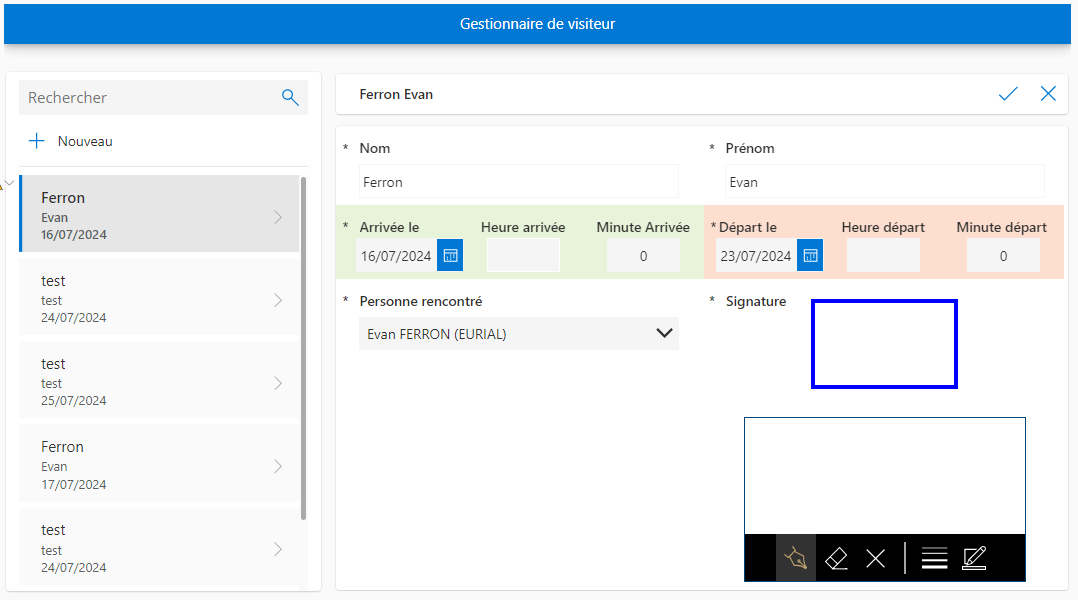 Gestionnaire de visiteur
Rechercher
Nouveau
Ferron
Evan
16/07/2024
test
test
24/07/2024
test
test
25/07/2024
Ferron
Evan
17/07/2024
test
test
24/07/2024
Ferron Evan
* Nom * Prénom
Ferron Evan
* Arrivée le Heure arrivée Minute Arrivée * Départ le Heure départ Minute départ
16/07/2024 0 23/07/2024 0
* Personne rencontré * Signature
Evan FERRON (EURIAL)